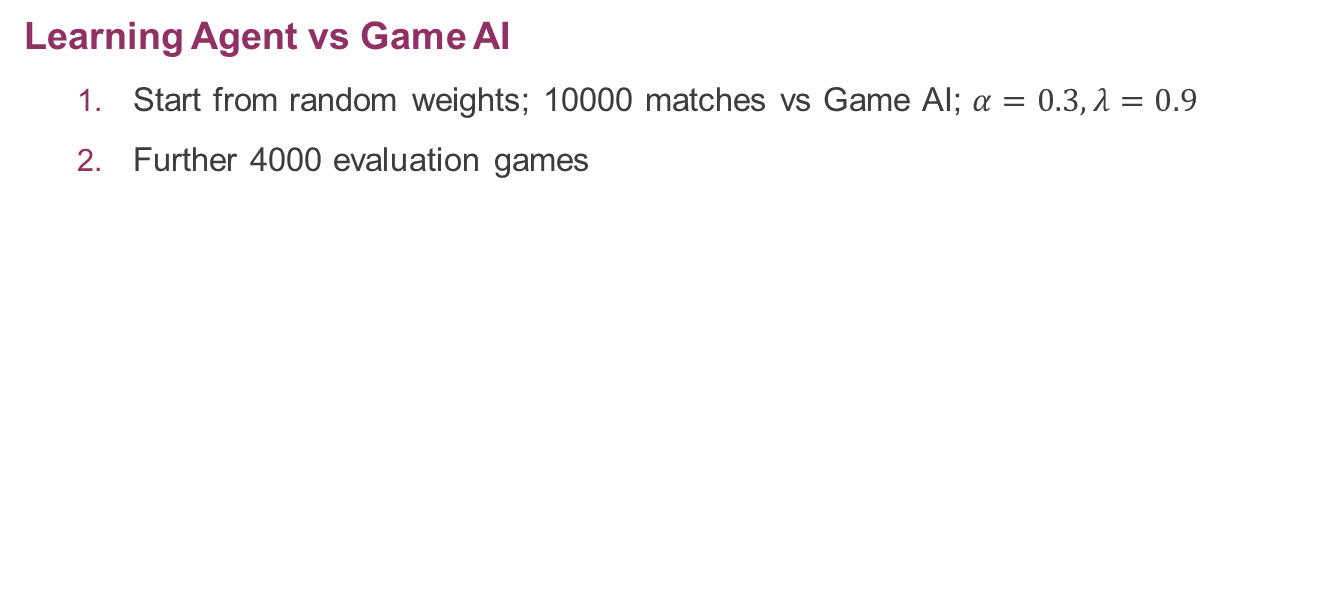 Learning Agent vs Game AI
1. Start from random weights; 10000 matches vs Game AI; 𝛼 = 0.3, 𝜆 = 0.9
2. Further 4000 evaluation games